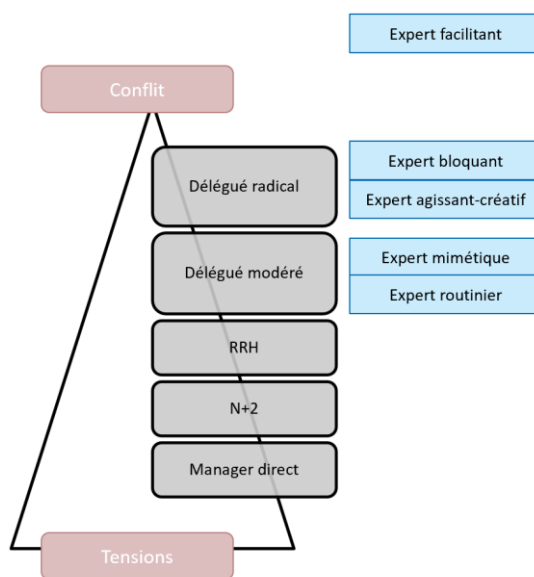 Expert facilitant
Conflit
Expert bloquant
Délégué radical
Expert agissant-créatif
Expert mimétique
Délégué modéré
Expert routinier
RRH
N+2
Manager direct
Tensions